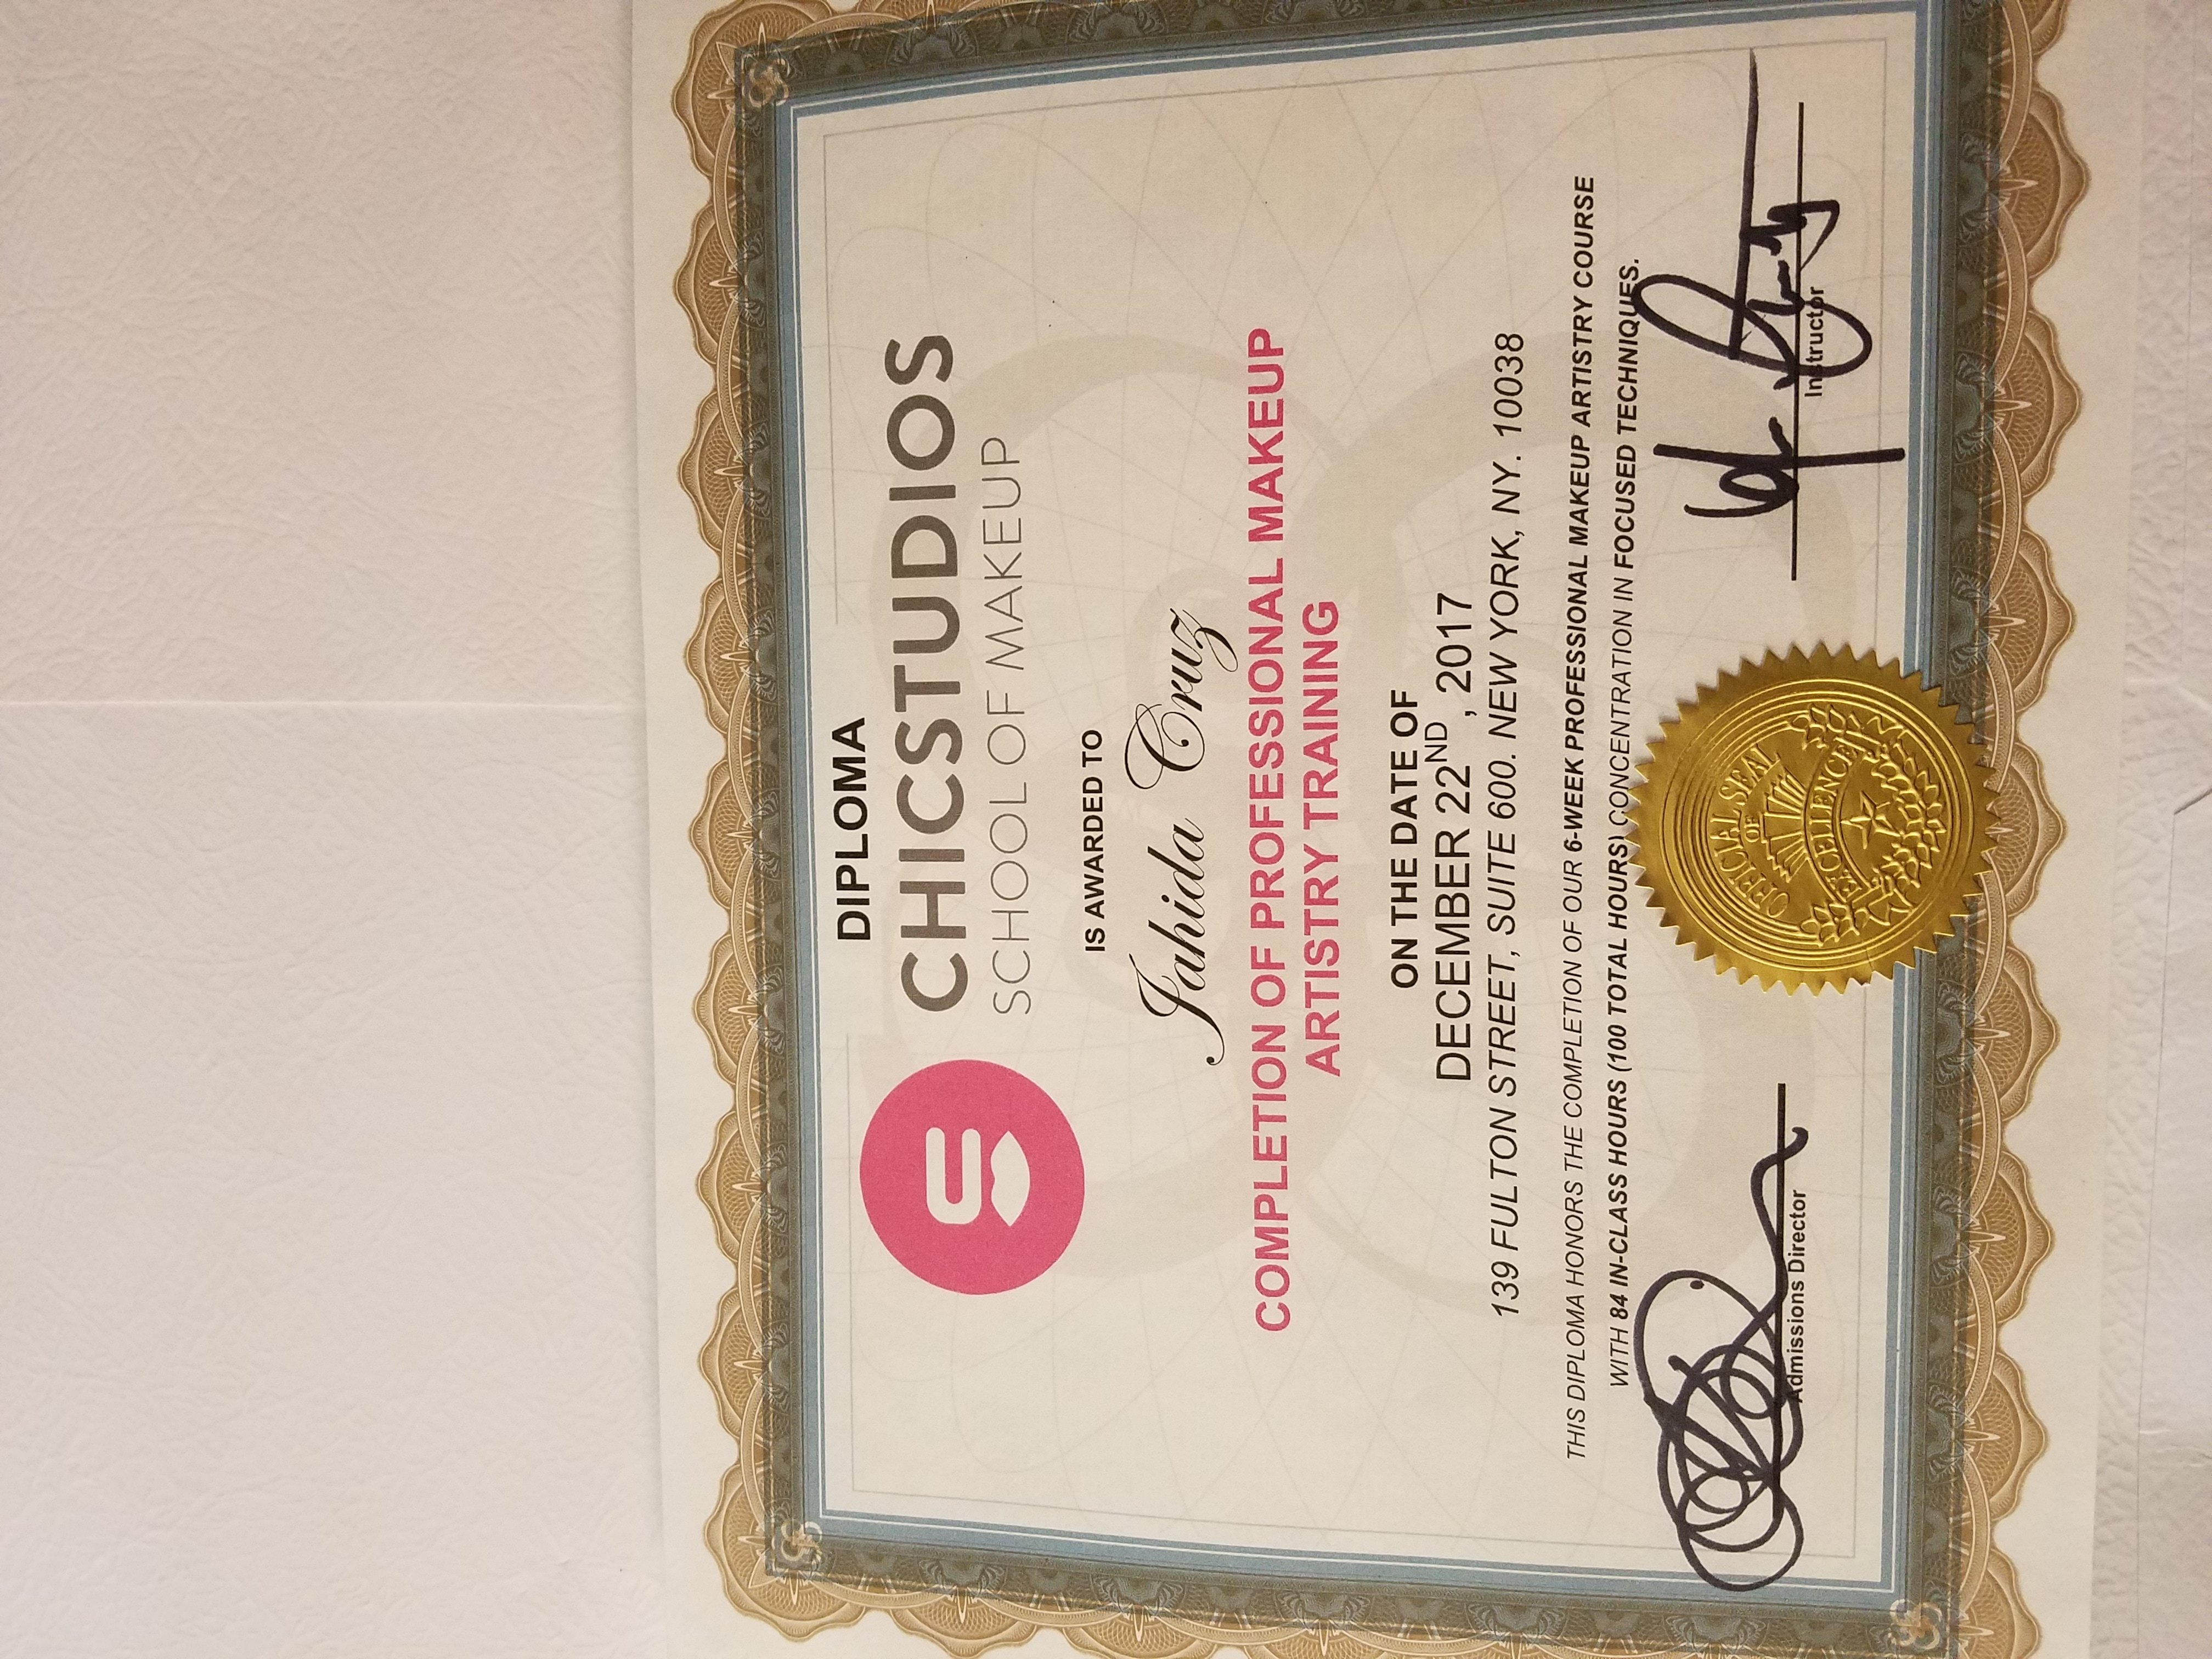 DIPLOMA
CHICSTUDIOS
SCHOOL OF MAKEUP
IS AWARDED TO
Jahida Cruz
COMPLETION OF PROFESSIONAL MAKEUP
ARTISTRY TRAINING
ON THE DATE OF
DECEMBER 22ND, 2017
139 FULTON STREET, SUITE 600. NEW YORK, NY. 10038
THIS DIPLOMA HONORS THE COMPLETION OF OUR 6-WEEK PROFESSIONAL MAKEUP ARTISTRY COURSE
WITH 84 IN-CLASS HOURS (100 TOTAL HOURS) CONCENTRATION IN FOCUSED TECHNIQUES.
Admissions Director
OFFICIAL SEAL
OF
EXCELLENCE
Instructor